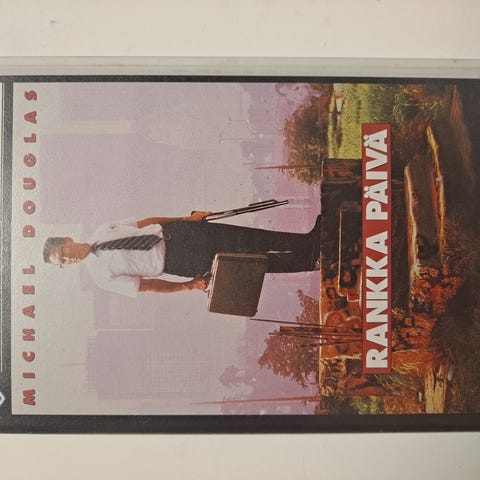 MICHAEL DOUGLAS
RANKKA PÄIVÄ